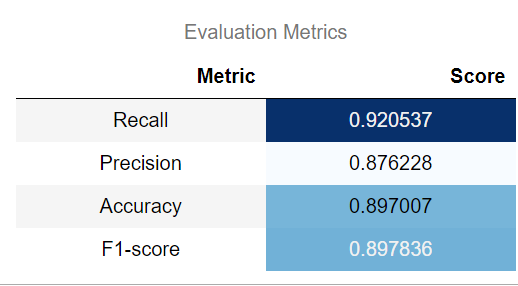 Evaluation Metrics
Metric Score
Recall 0.920537
Precision 0.876228
Accuracy 0.897007
F1-score 0.897836